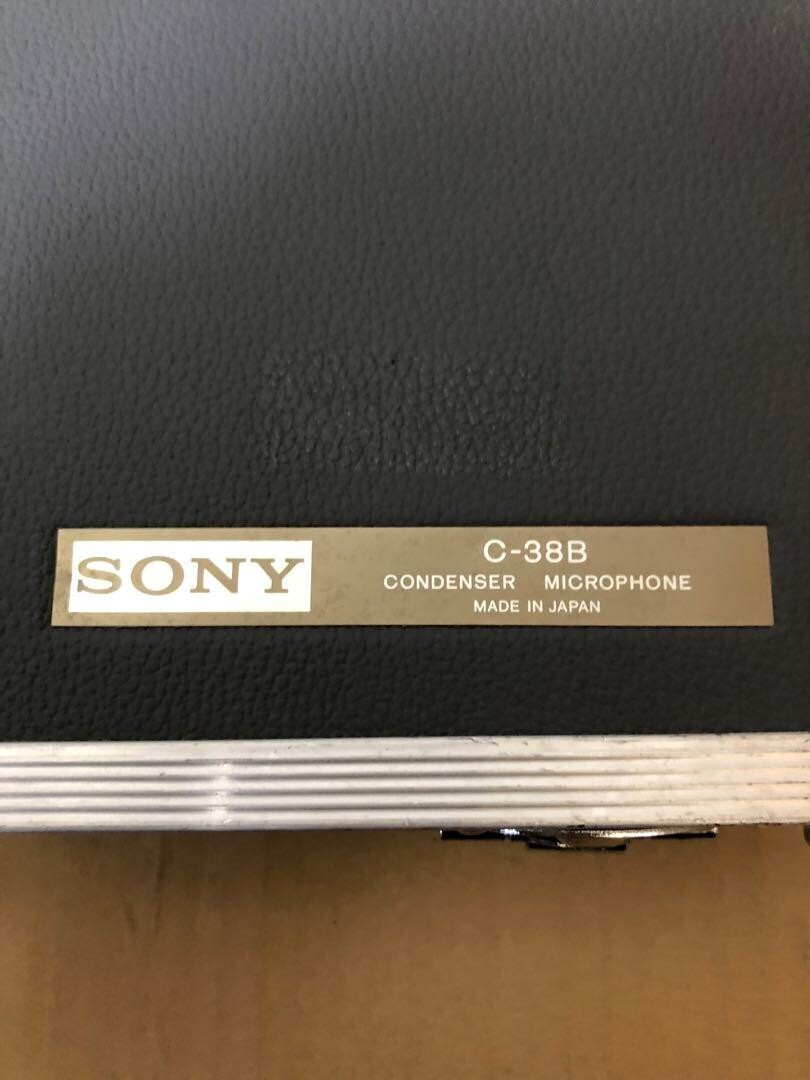 SONY
C-38B
CONDENSER MICROPHONE
MADE IN JAPAN